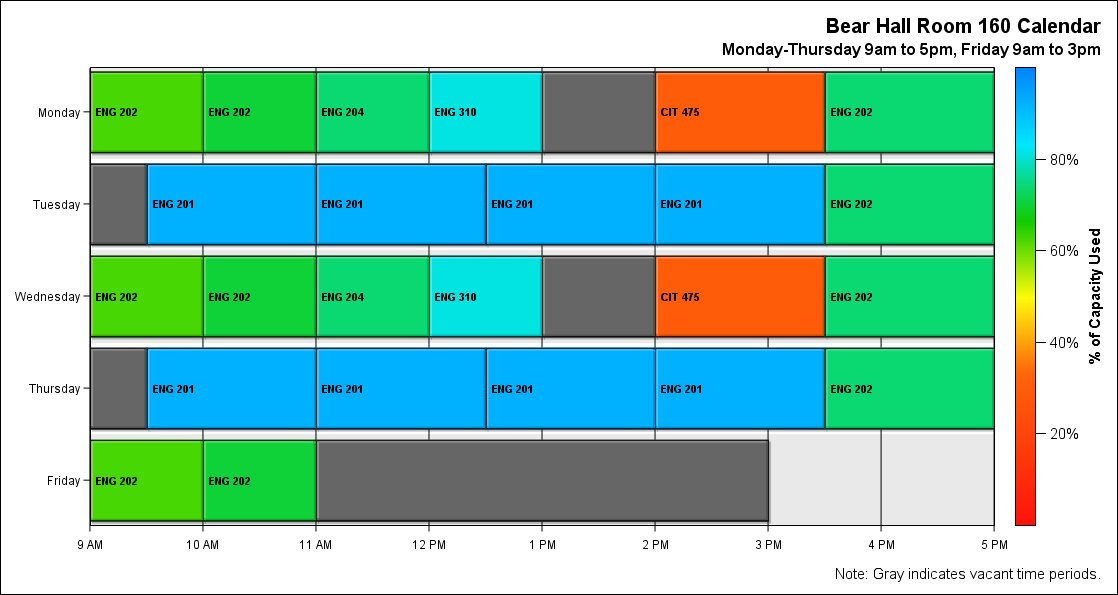 Bear Hall Room 160 Calendar
Monday-Thursday 9am to 5pm, Friday 9am to 3pm
Monday
ENG 202 ENG 202 ENG 204 ENG 310 CIT 475 ENG 202
Tuesday
ENG 201 ENG 201 ENG 201 ENG 201 ENG 202
Wednesday
ENG 202 ENG 202 ENG 204 ENG 310 CIT 475 ENG 202
Thursday
ENG 201 ENG 201 ENG 201 ENG 201 ENG 202
Friday
ENG 202 ENG 202
9 AM 10 AM 11 AM 12 PM 1 PM 2 PM 3 PM 4 PM 5 PM
80%
60%
40%
20%
% of Capacity Used
Note: Gray indicates vacant time periods.